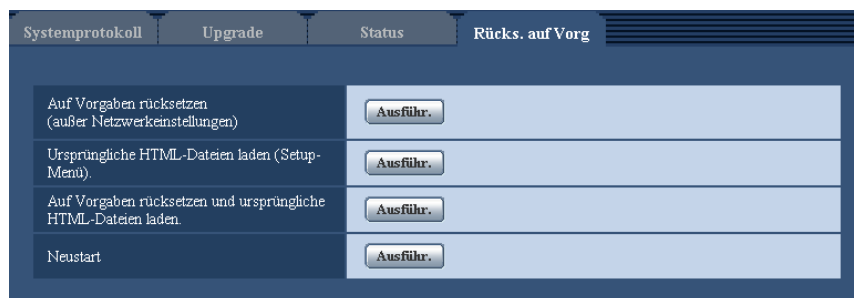 Systemprotokoll Upgrade Status Rücks. auf Vorg
Auf Vorgaben rücksetzen
(außer Netzwerkeinstellungen)
Ausführ.
Ursprüngliche HTML-Dateien laden (Setup-
Menü).
Ausführ.
Auf Vorgaben rücksetzen und ursprüngliche
HTML-Dateien laden.
Ausführ.
Neustart
Ausführ.